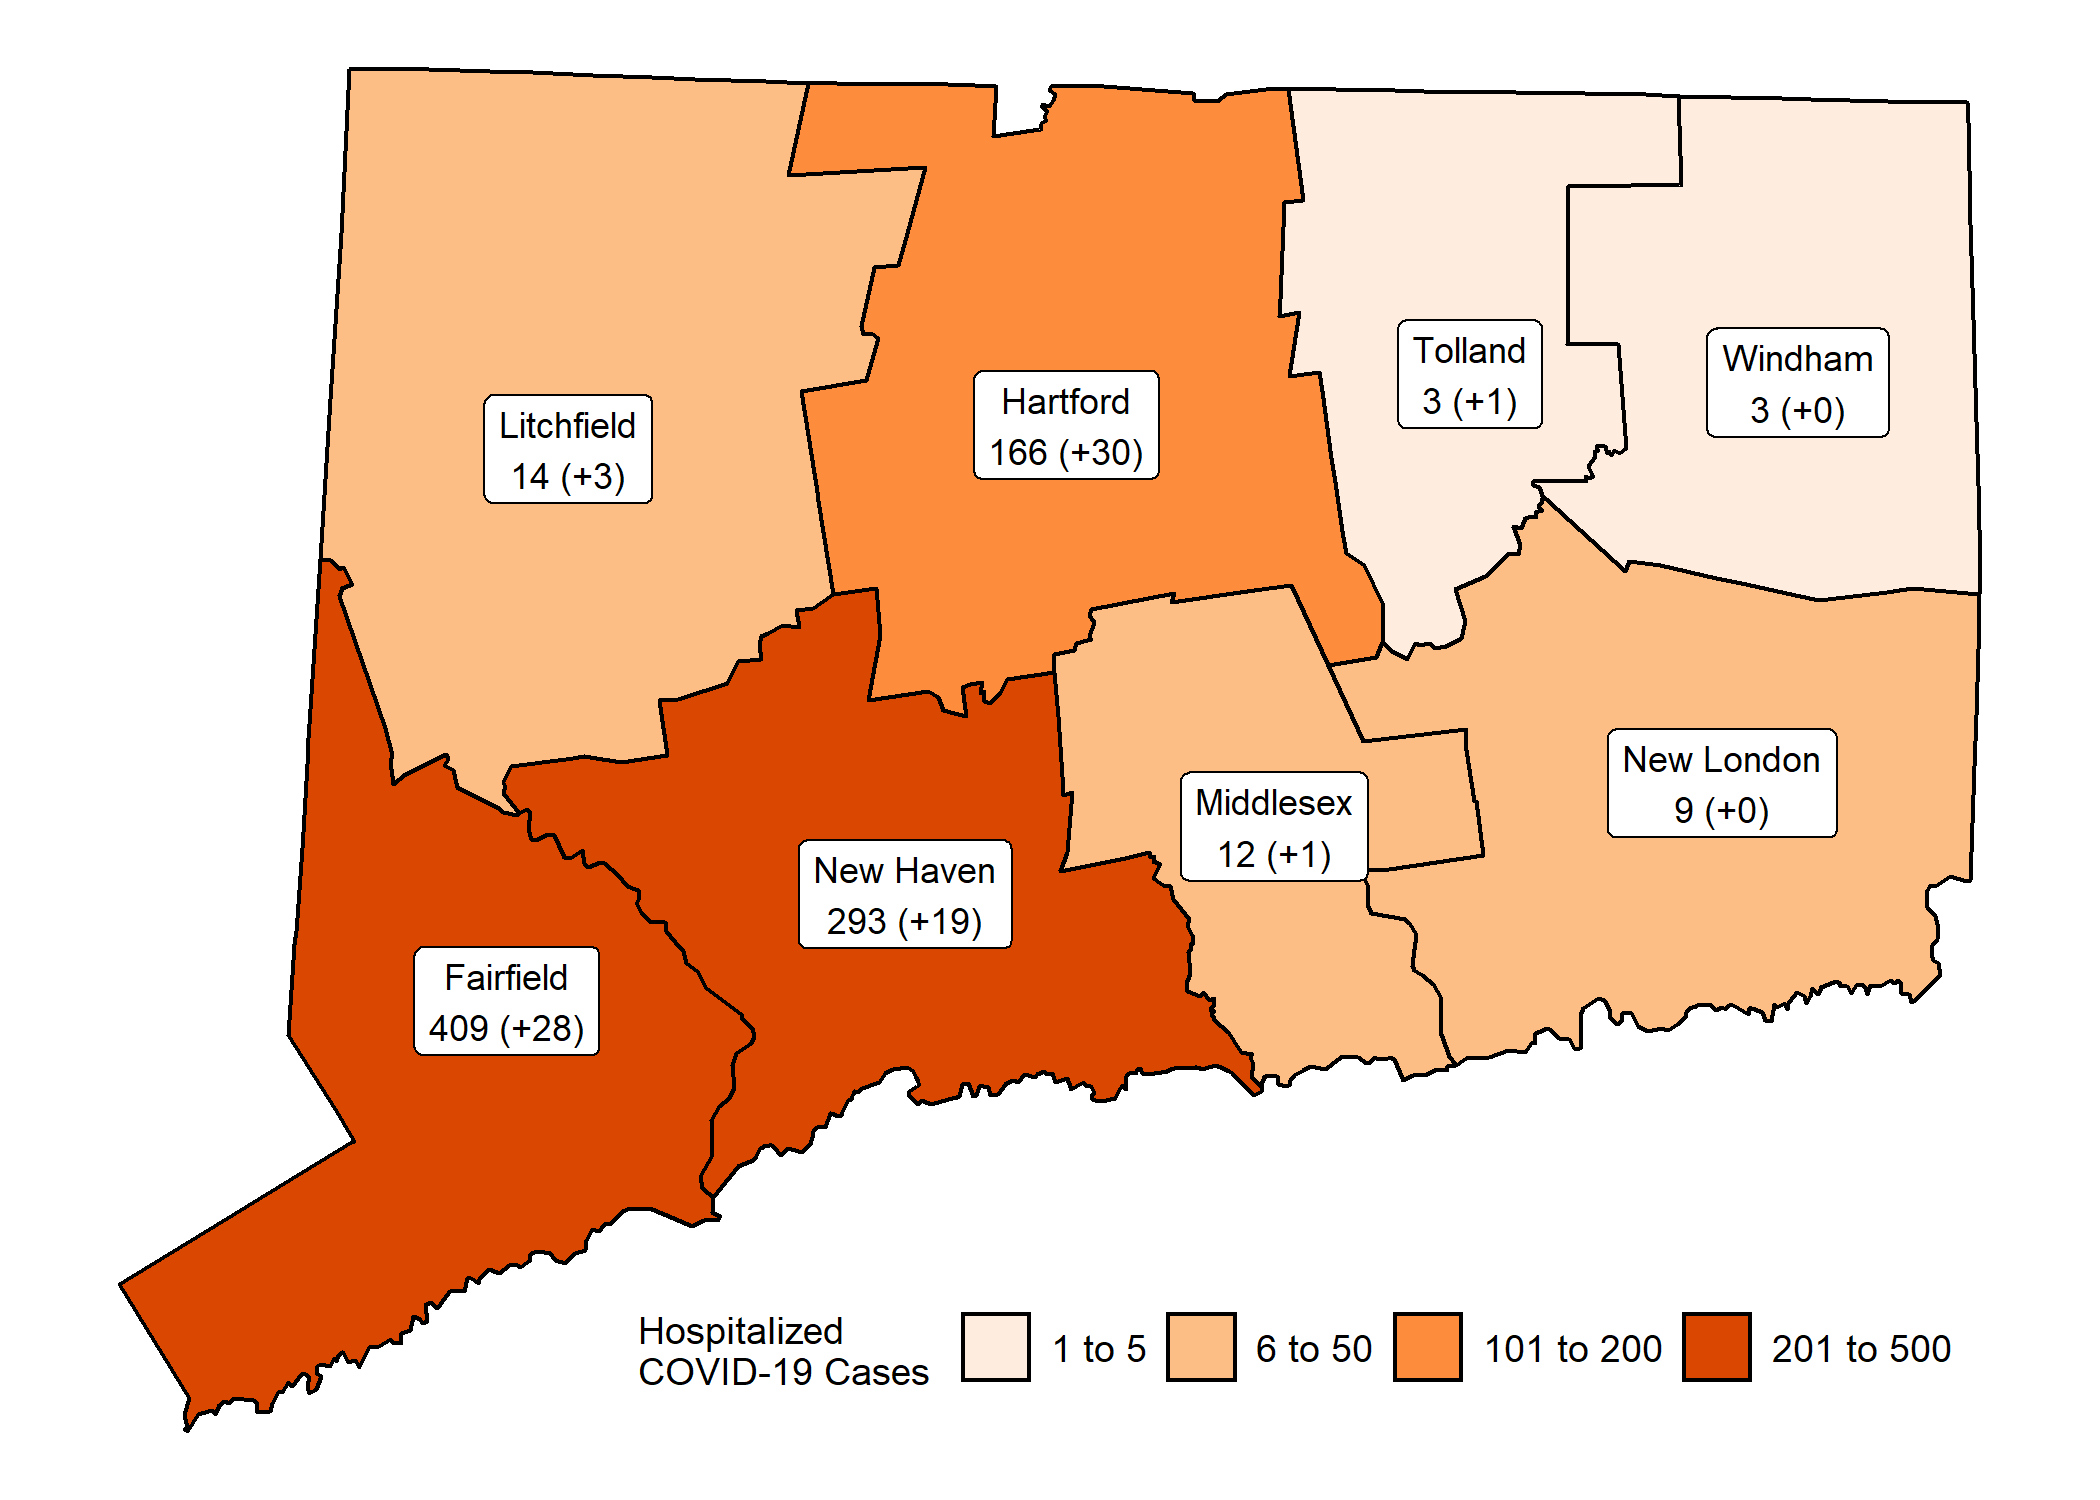 Tolland
3 (+1)
Windham
3 (+0)
Hartford
166 (+30)
Litchfield
14 (+3)
New London
9 (+0)
Middlesex
12 (+1)
New Haven
293 (+19)
Fairfield
409 (+28)
Hospitalized
COVID-19 Cases
1 to 5
6 to 50
101 to 200
201 to 500